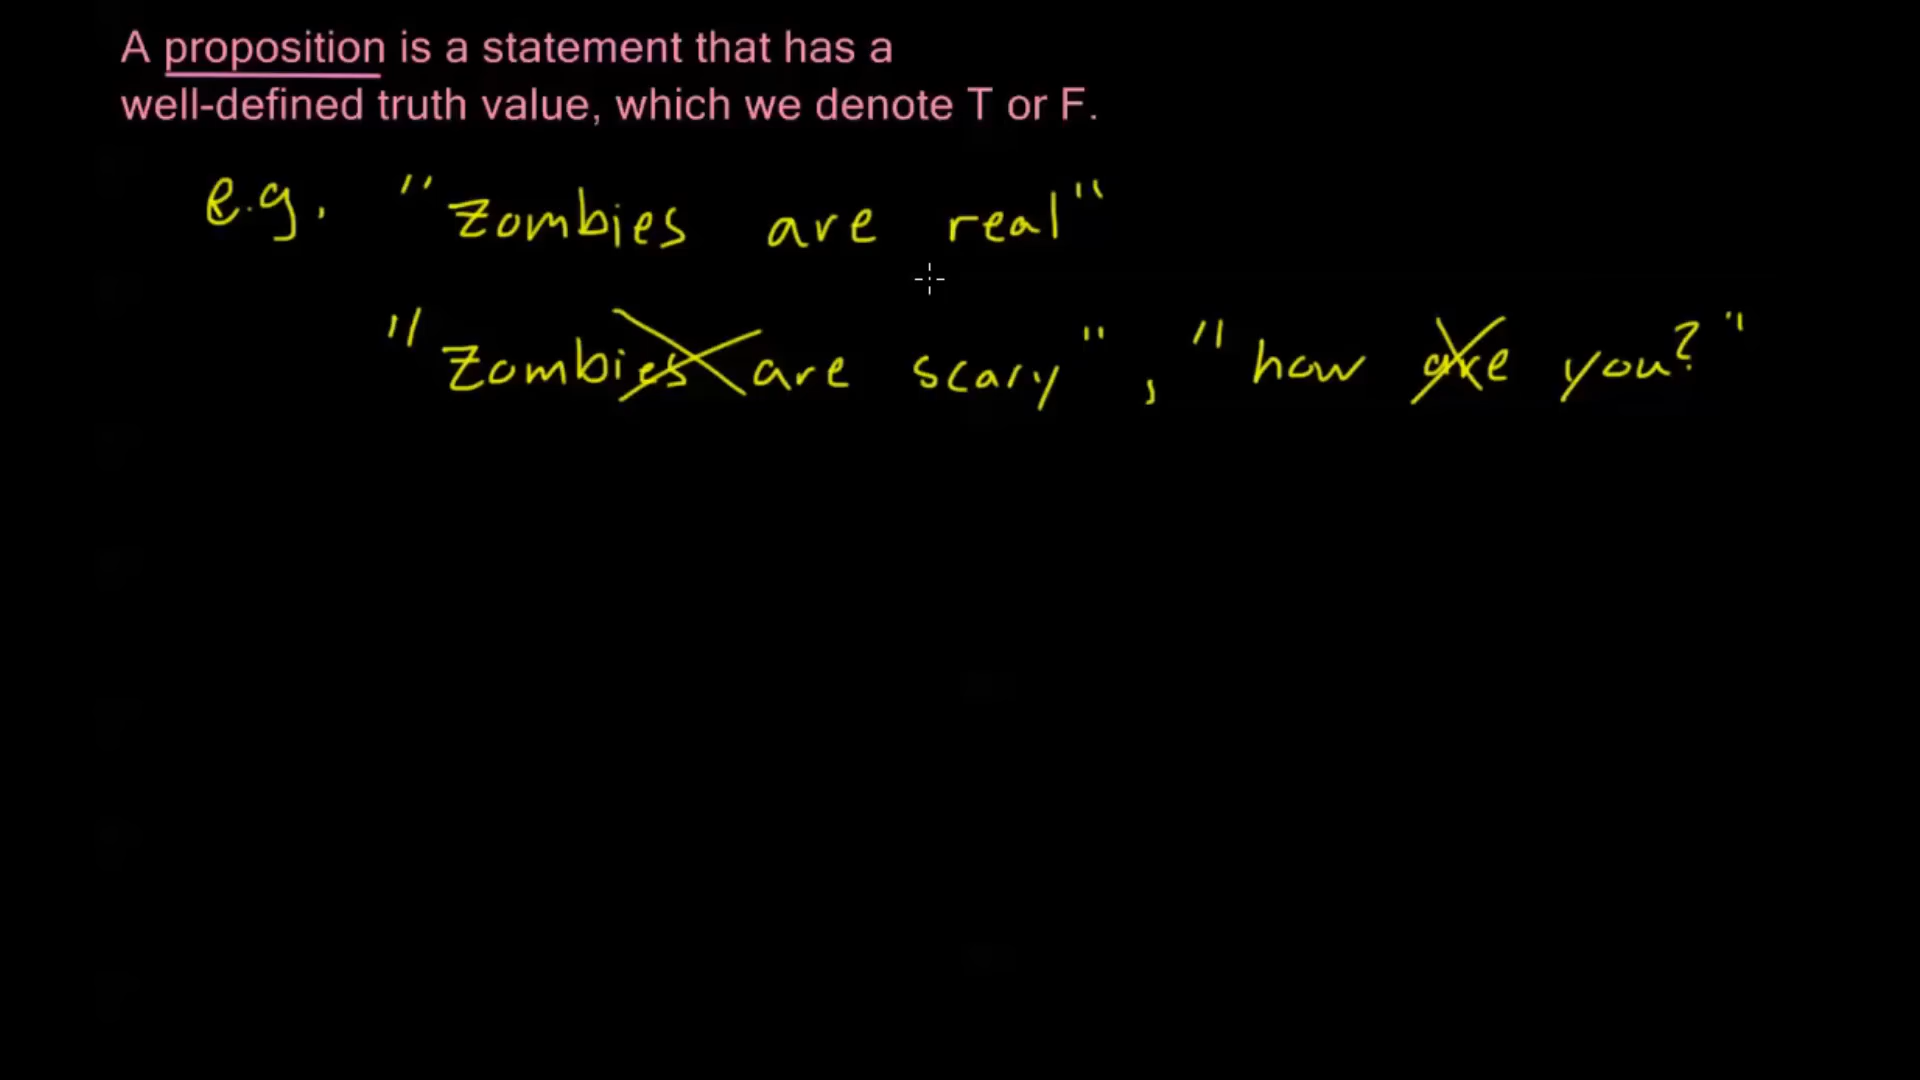 A proposition is a statement that has a
well-defined truth value, which we denote T or F.
e.g. "Zombies are real"
"Zombies are scary", "how are you?"